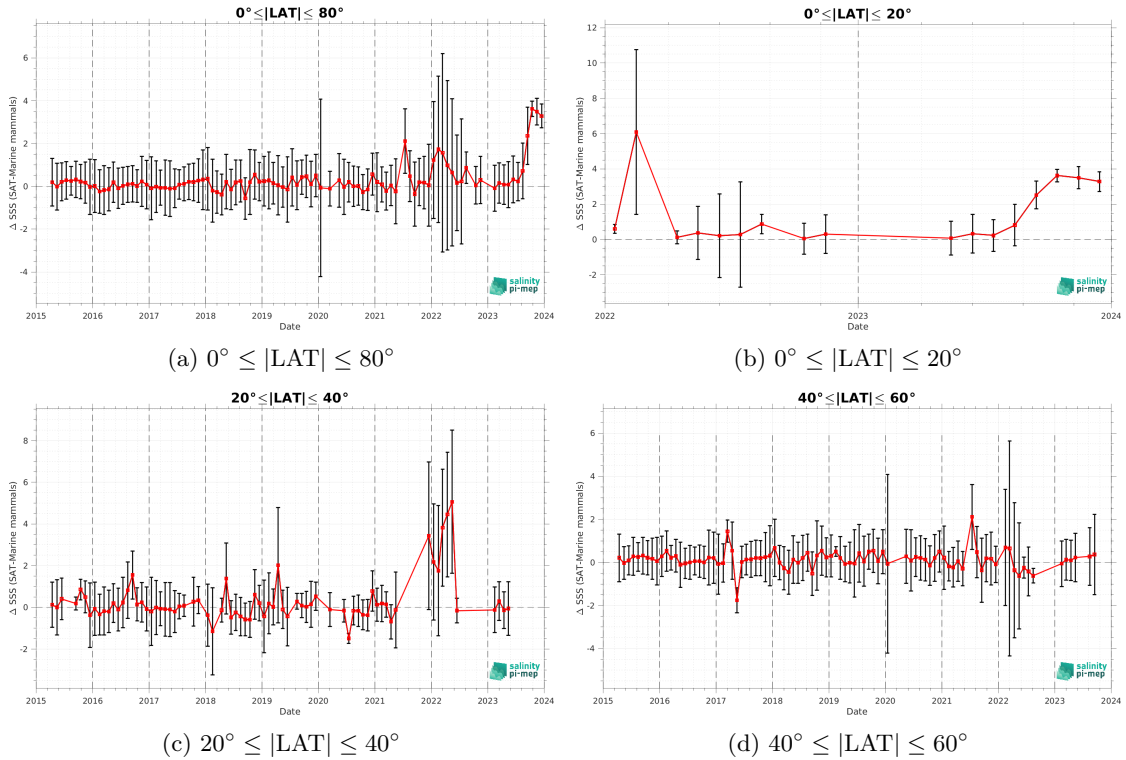 0°≤|LAT|≤ 80°
Δ SSS (SAT-Marine mammals)
6
4
2
0
-2
-4
salinity
pi-mep
2015 2016 2017 2018 2019 2020 2021 2022 2023 2024
Date
(a) 0° ≤ |LAT| ≤ 80°
0°≤|LAT|≤ 20°
Δ SSS (SAT-Marine mammals)
12
10
8
6
4
2
0
-2
salinity
pi-mep
2022 2023 2024
Date
(b) 0° ≤ |LAT| ≤ 20°
20°≤|LAT|≤ 40°
Δ SSS (SAT-Marine mammals)
8
6
4
2
0
-2
salinity
pi-mep
2015 2016 2017 2018 2019 2020 2021 2022 2023 2024
Date
(c) 20° ≤ |LAT| ≤ 40°
40°≤|LAT|≤ 60°
Δ SSS (SAT-Marine mammals)
6
4
2
0
-2
-4
salinity
pi-mep
2015 2016 2017 2018 2019 2020 2021 2022 2023 2024
Date
(d) 40° ≤ |LAT| ≤ 60°